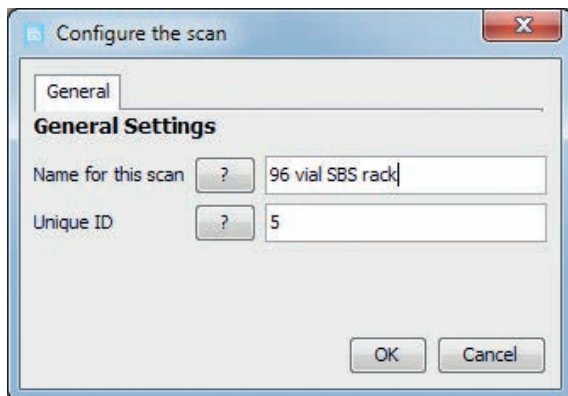 Configure the scan
X
General
General Settings
Name for this scan ? 96 vial SBS rack
Unique ID ? 5
OK Cancel